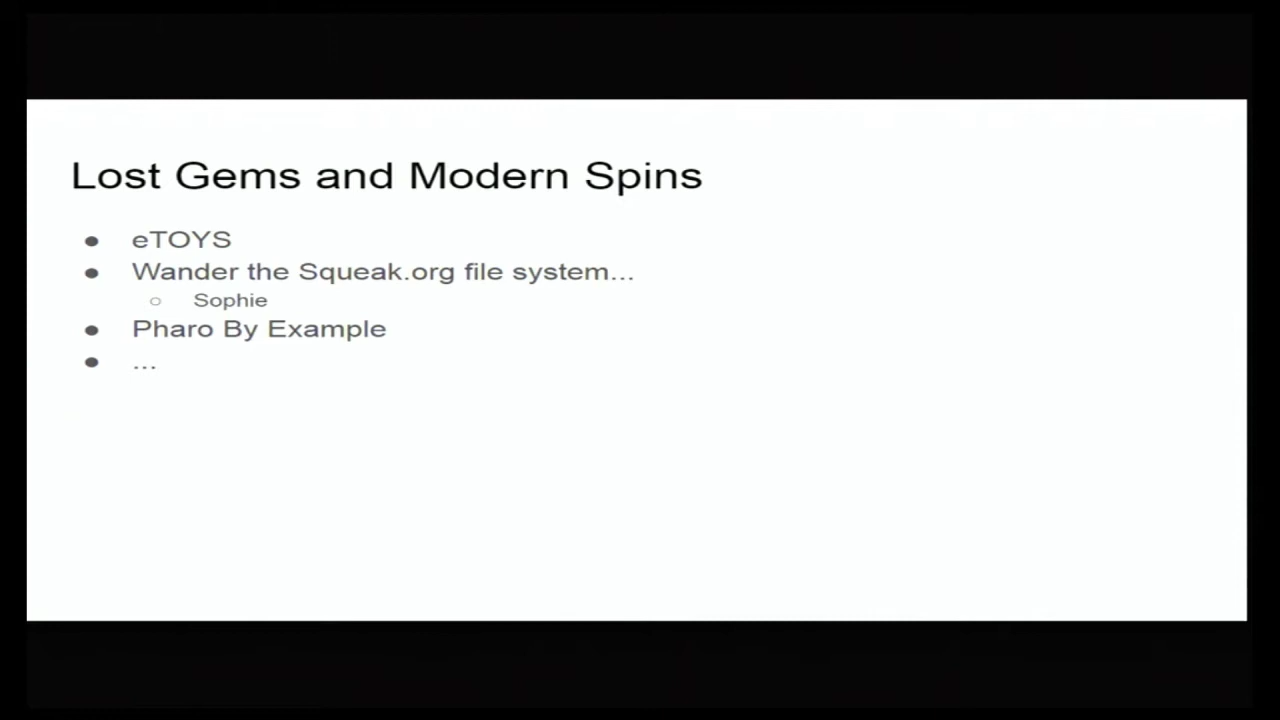 Lost Gems and Modern Spins
● eTOYS
● Wander the Squeak.org file system...
○ Sophie
● Pharo By Example
● ...